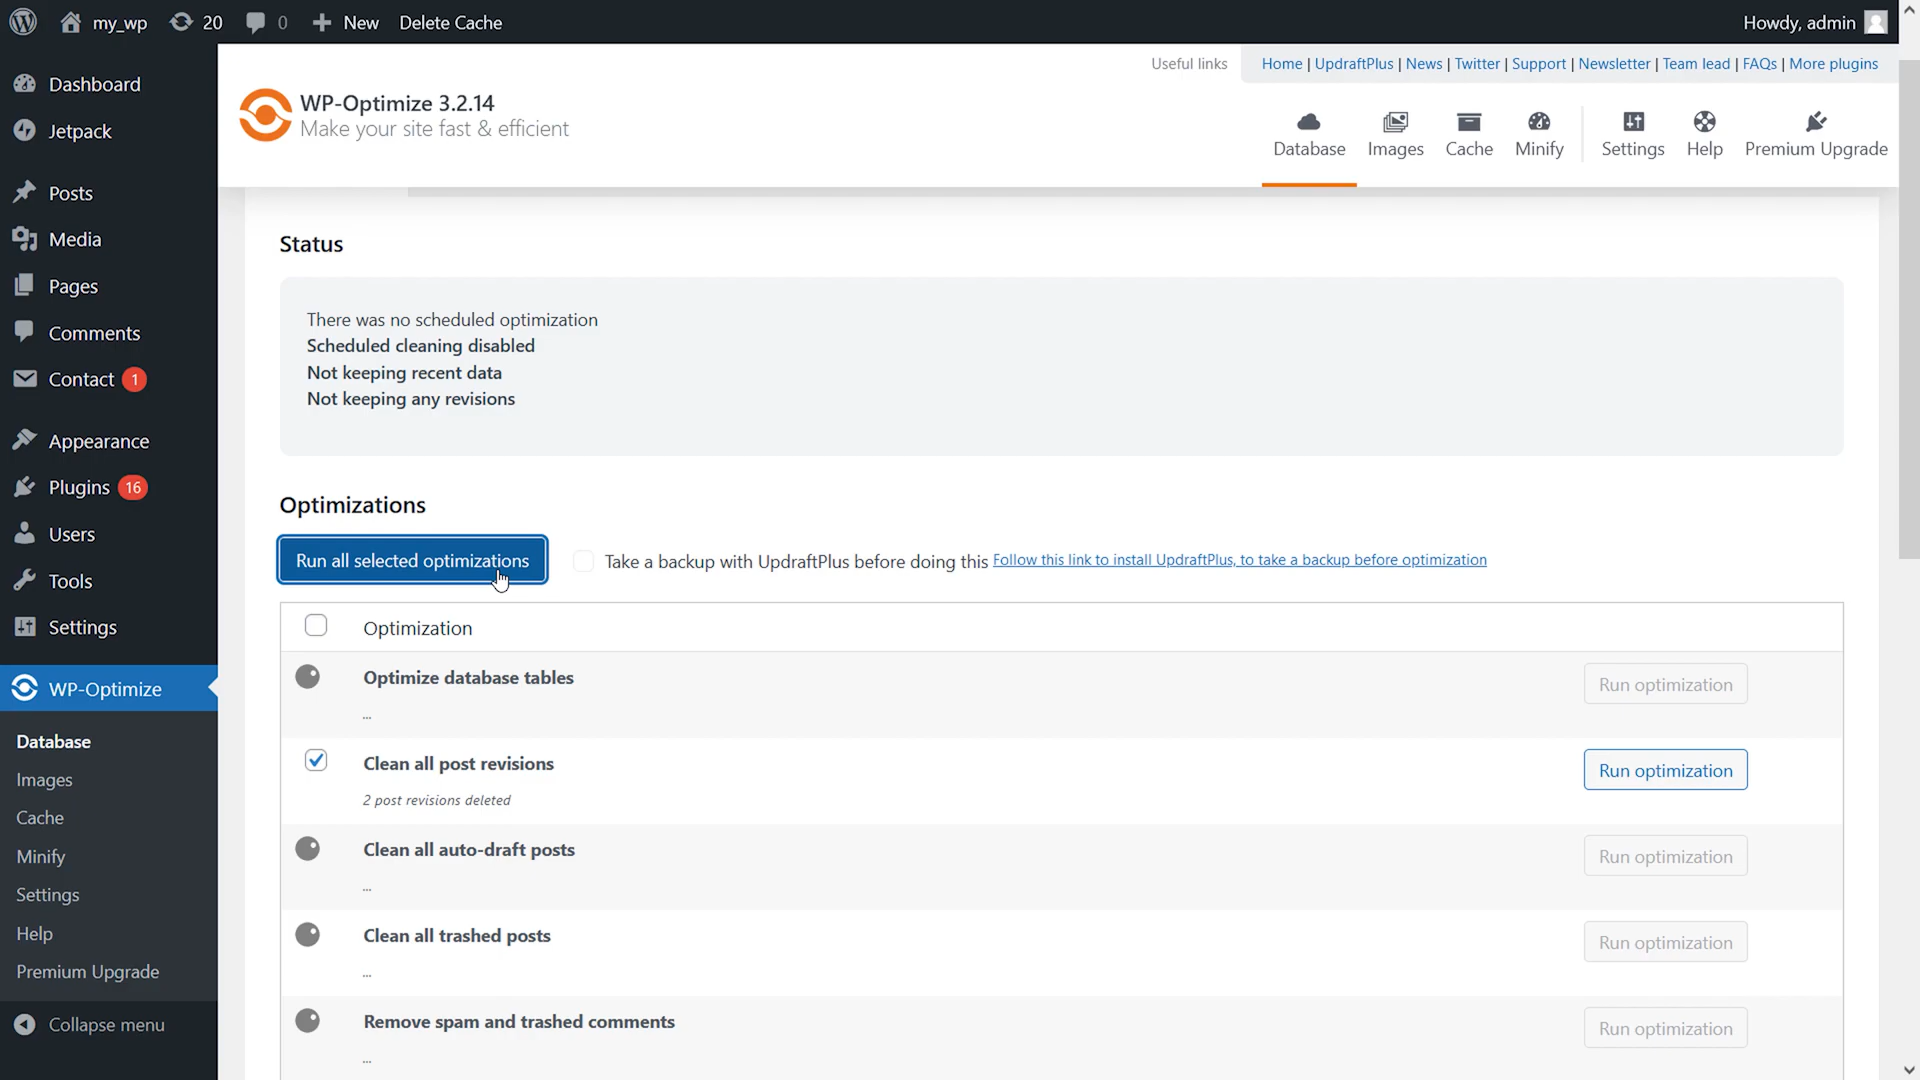 my_wp
20
0
New
Delete Cache
Howdy, admin
Dashboard
Jetpack
Posts
Media
Pages
Comments
Contact 1
Appearance
Plugins 16
Users
Tools
Settings
WP-Optimize
Database
Images
Cache
Minify
Settings
Help
Premium Upgrade
Collapse menu
Useful links
Home | UpdraftPlus | News | Twitter | Support | Newsletter | Team lead | FAQs | More plugins
WP-Optimize 3.2.14
Make your site fast & efficient
Database
Images
Cache
Minify
Settings
Help
Premium Upgrade
Status
There was no scheduled optimization
Scheduled cleaning disabled
Not keeping recent data
Not keeping any revisions
Optimizations
Run all selected optimizations
Take a backup with UpdraftPlus before doing this Follow this link to install UpdraftPlus, to take a backup before optimization
Optimization
Optimize database tables
...
Run optimization
Clean all post revisions
2 post revisions deleted
Run optimization
Clean all auto-draft posts
...
Run optimization
Clean all trashed posts
...
Run optimization
Remove spam and trashed comments
...
Run optimization